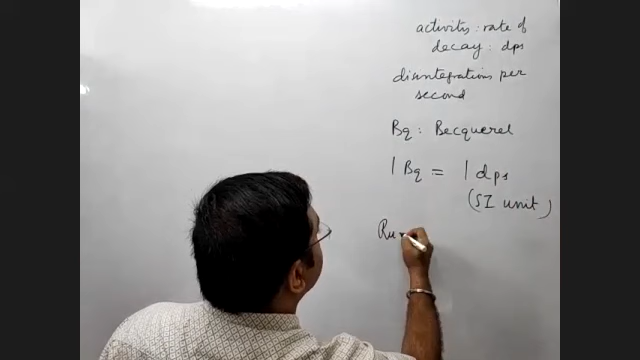 activity : rate of
decay : dps
disintegrations per
second
Bq : Becquerel
1 Bq = 1 dps
(SI unit)
Ru